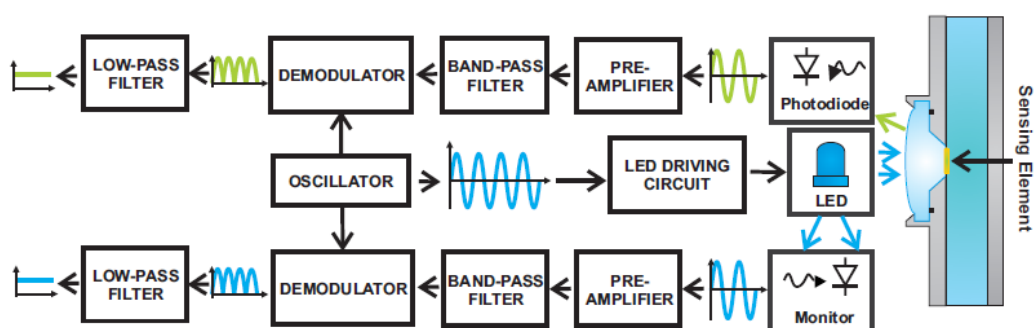 LOW-PASS
FILTER
DEMODULATOR
BAND-PASS
FILTER
PRE-
AMPLIFIER
Photodiode
OSCILLATOR
LED DRIVING
CIRCUIT
LED
Sensing Element
LOW-PASS
FILTER
DEMODULATOR
BAND-PASS
FILTER
PRE-
AMPLIFIER
Monitor